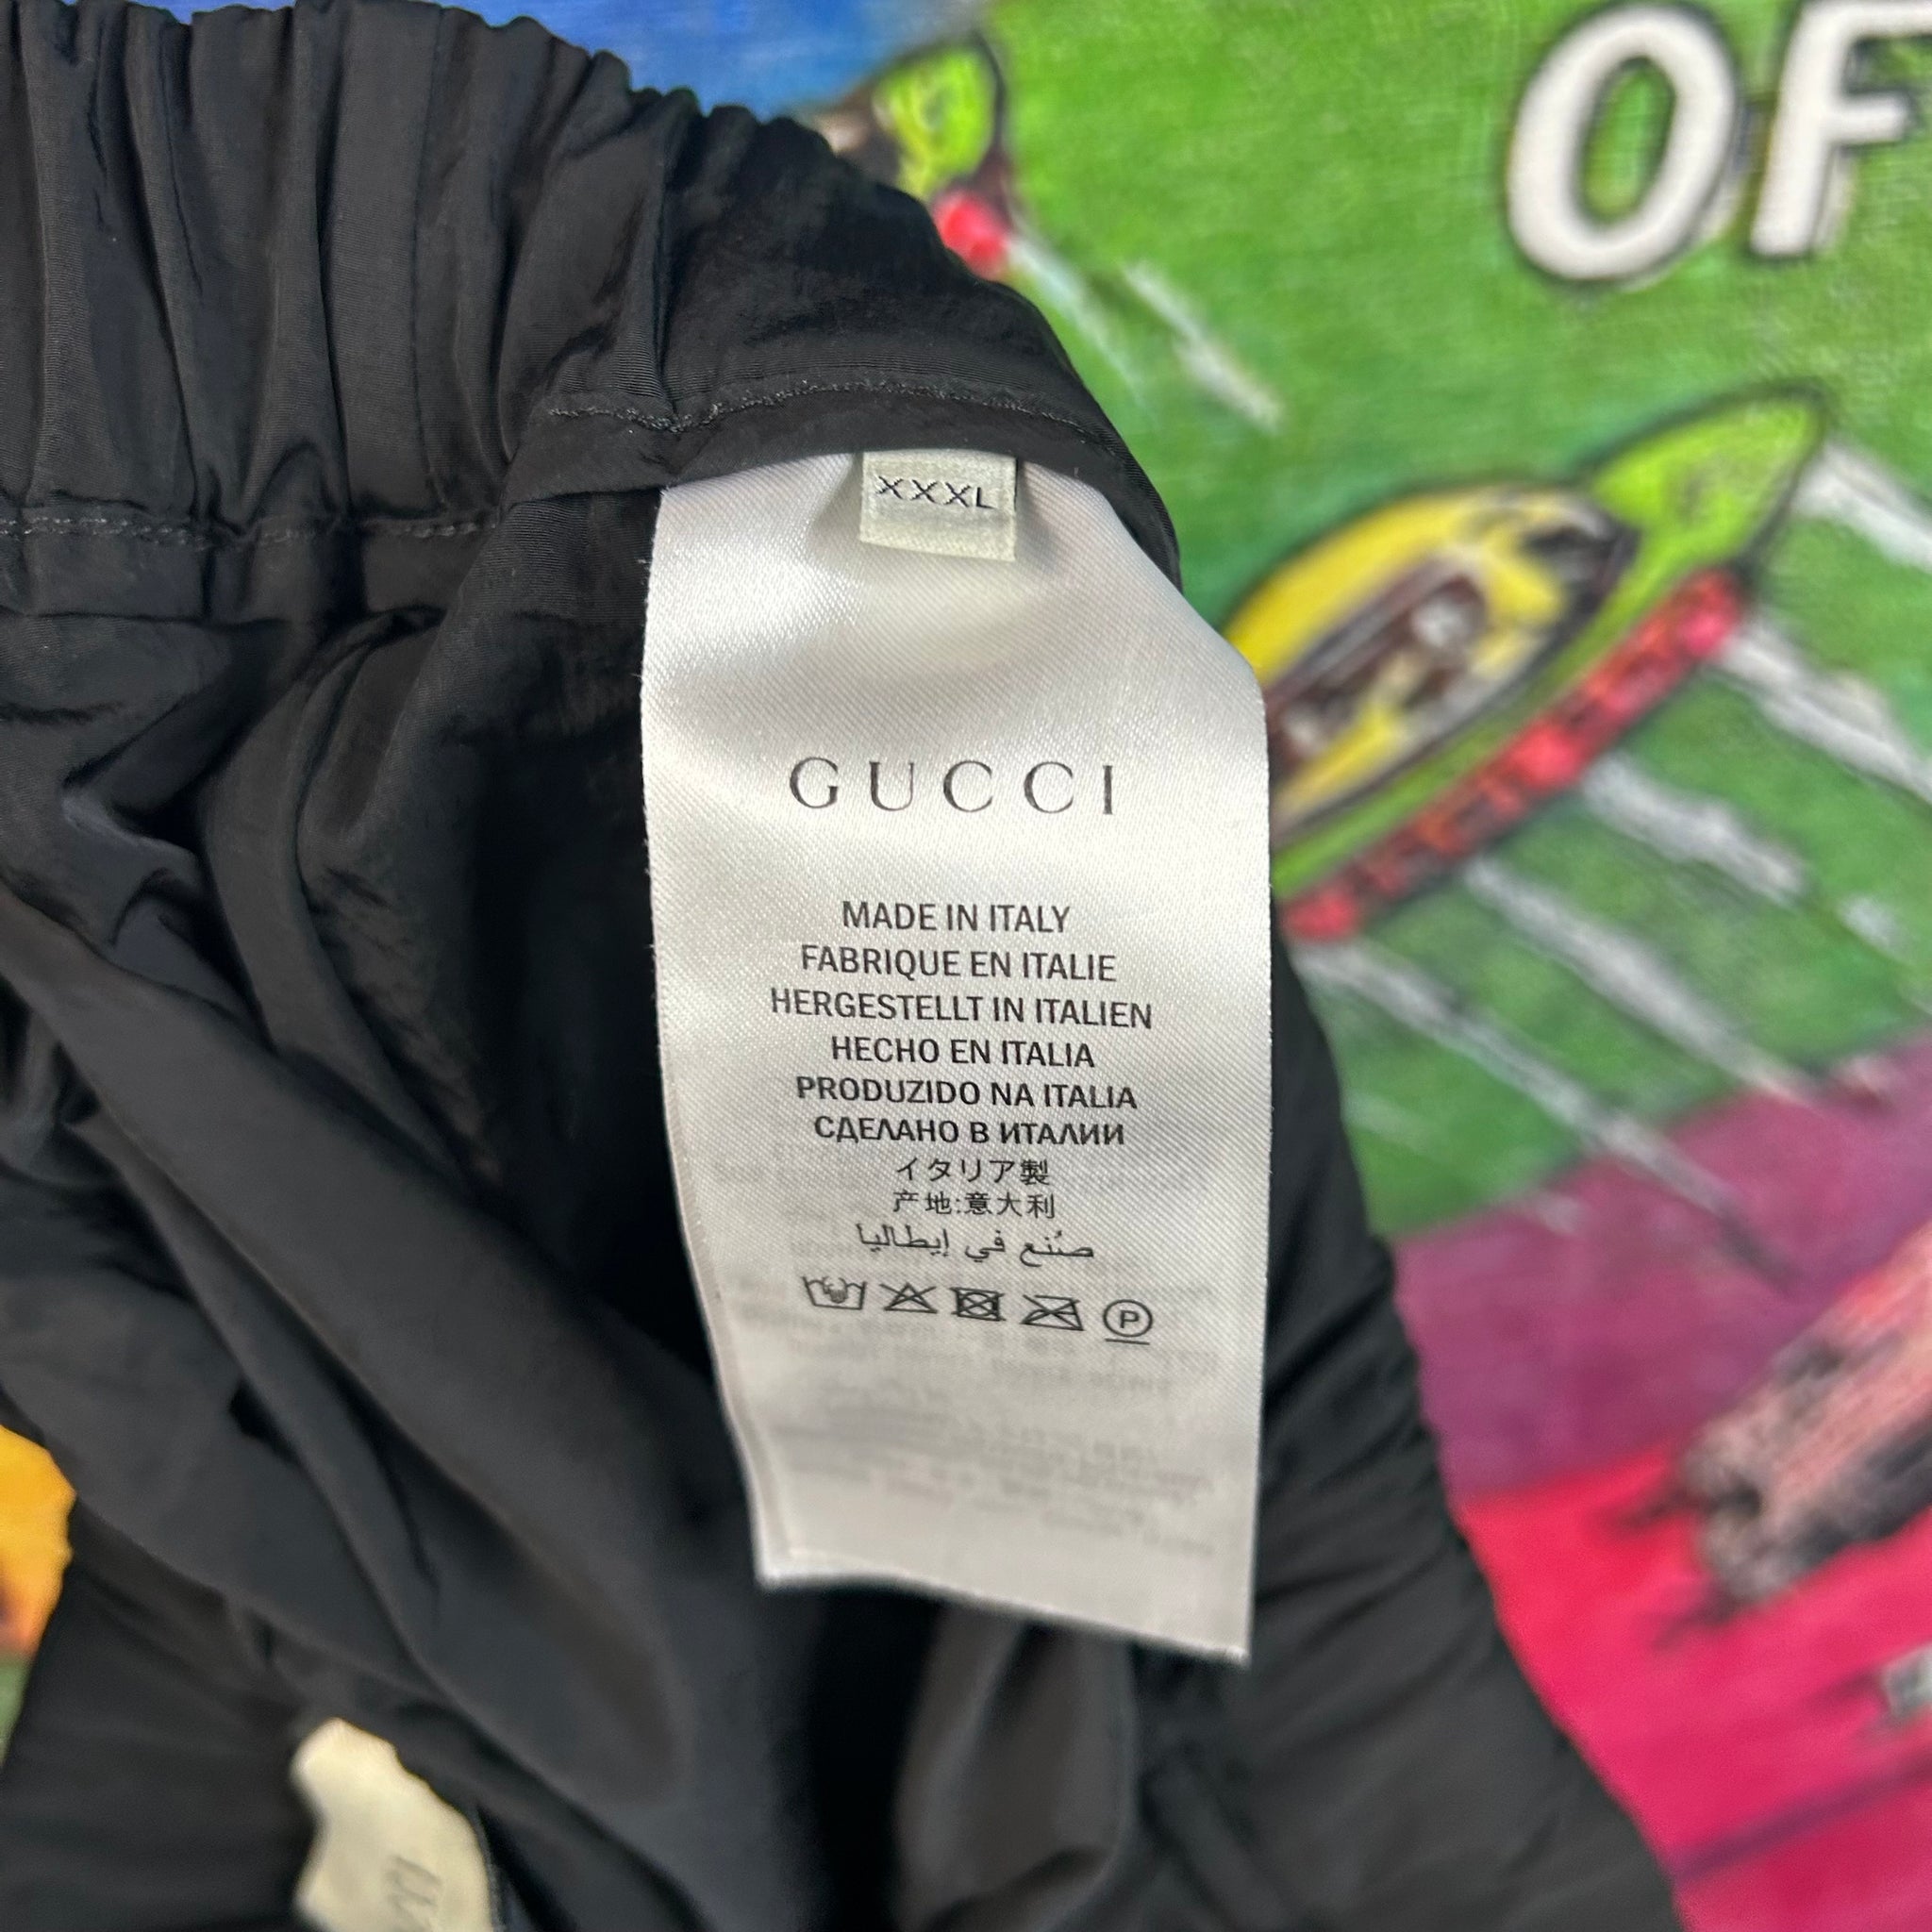 OF
XXXL
GUCCI
MADE IN ITALY
FABRIQUE EN ITALIE
HERGESTELLT IN ITALIEN
HECHO EN ITALIA
PRODUZIDO NA ITALIA
СДЕЛАНО В ИТАЛИИ
イタリア製
产地:意大利
صُنع في إيطاليا
P